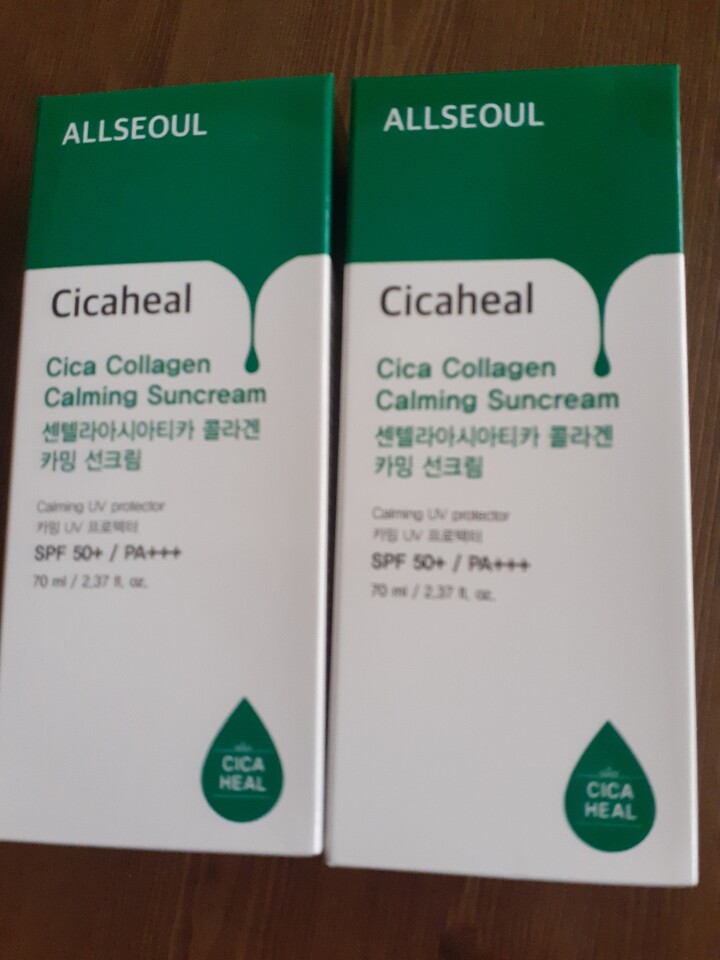 ALLSEOUL
Cicaheal
Cica Collagen
Calming Suncream
센텔라아시아티카 콜라겐
카밍 선크림
Calming UV protector
카밍 UV 프로텍터
SPF 50+ / PA+++
70 ml / 2.37 fl. oz.
CICA
HEAL
ALLSEOUL
Cicaheal
Cica Collagen
Calming Suncream
센텔라아시아티카 콜라겐
카밍 선크림
Calming UV protector
카밍 UV 프로텍터
SPF 50+ / PA+++
70 ml / 2.37 fl. oz.
CICA
HEAL